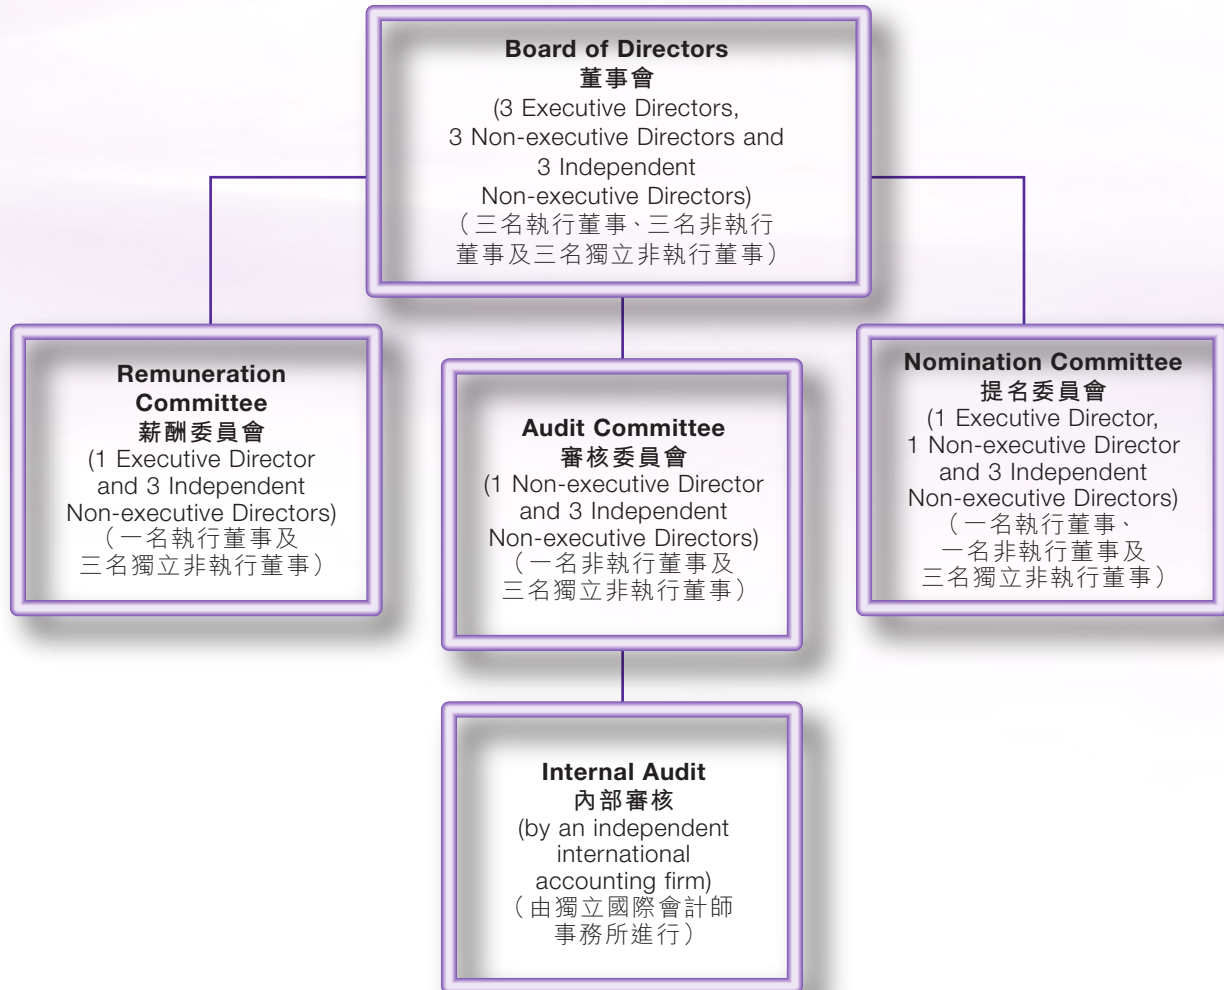 Board of Directors
董事會
(3 Executive Directors,
3 Non-executive Directors and
3 Independent
Non-executive Directors)
（三名執行董事、三名非執行
董事及三名獨立非執行董事）
Remuneration
Committee
薪酬委員會
(1 Executive Director
and 3 Independent
Non-executive Directors)
（一名執行董事及
三名獨立非執行董事）
Audit Committee
審核委員會
(1 Non-executive Director
and 3 Independent
Non-executive Directors)
（一名非執行董事及
三名獨立非執行董事）
Nomination Committee
提名委員會
(1 Executive Director,
1 Non-executive Director
and 3 Independent
Non-executive Directors)
（一名執行董事、
一名非執行董事及
三名獨立非執行董事）
Internal Audit
內部審核
(by an independent
international
accounting firm)
（由獨立國際會計師
事務所進行）